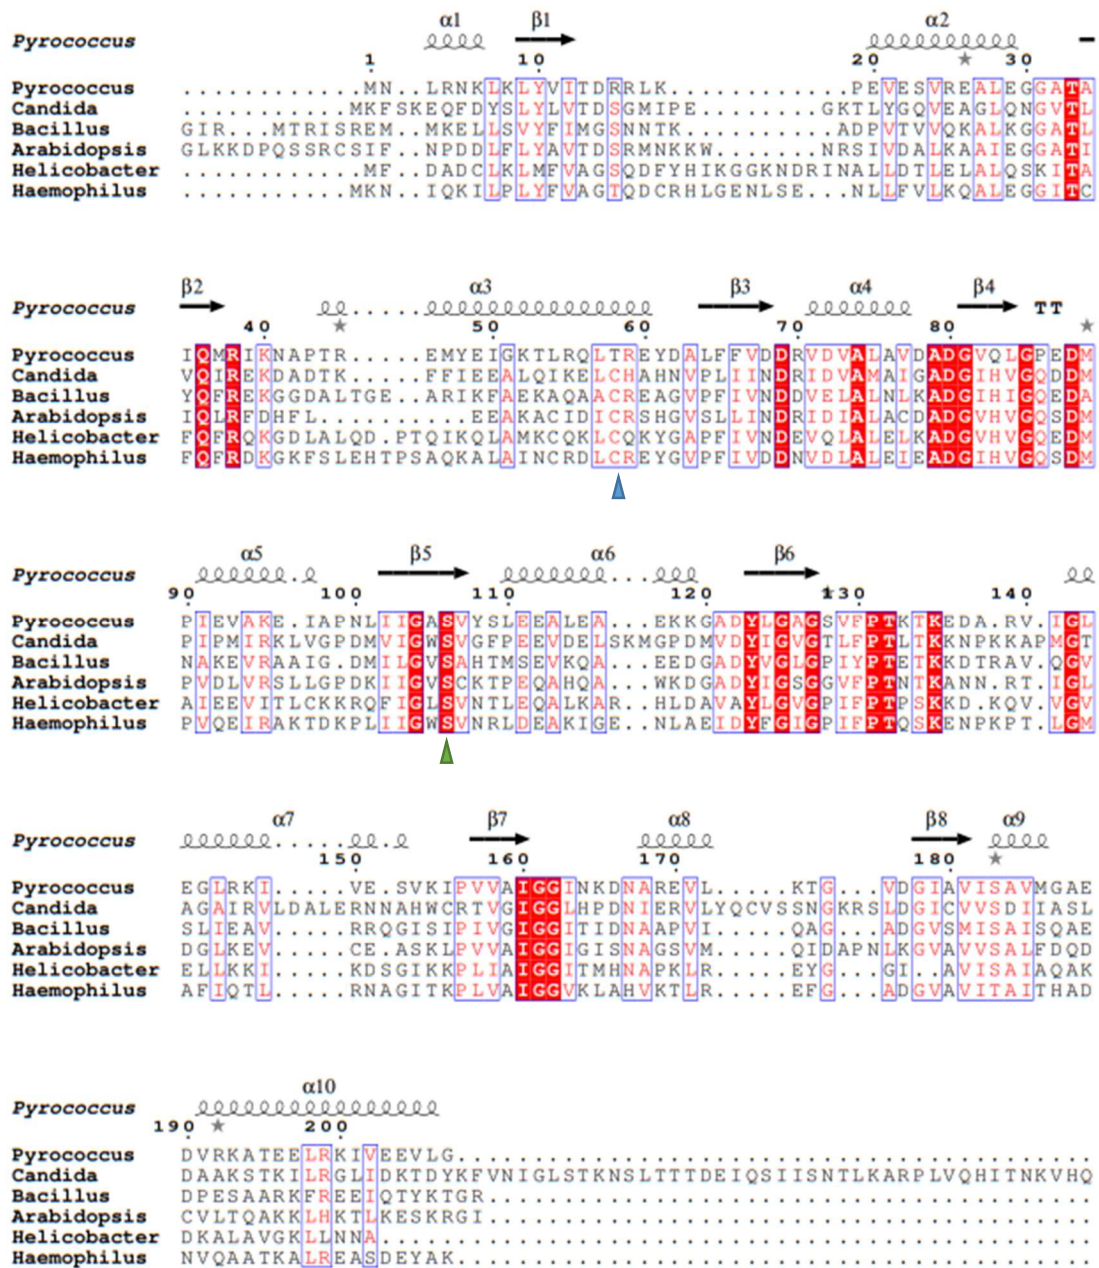 α1 β1 α2
Pyrococcus
1 10 20 30
Pyrococcus ............MN..LRNKLKLYVITDRRLK...........PEVESVREALEGGATA
Candida ...........MKFSKEQFDYSLYLVTDSGMIPE........GKTLYGQVEAGLQNGVTL
Bacillus GIR...MTRISREM..MKELLSVYFIMGSNNTK..........ADPVTVVQKALKGGATL
Arabidopsis GLKKDPQSSRCSIF..NPDDLFLYAVTDSRMNKKW.......NRSIVDALKAAIEGGATI
Helicobacter ............MF..DADCLKLMFVAGSQDFYHIKGGKNDRINALLDTLELALQSKITA
Haemophilus ...........MKN..IQKILPLYFVAGTQDCRHLGENLSE...NLLFVLKQALEGGITC
β2 α3 β3 α4 β4
Pyrococcus TT
40 50 60 70 80
Pyrococcus IQMRIKNAPTR.....EMYEIGKTLRQLTREYDALFFVDDRVDVALAVDADGVQLGPEDM
Candida VQIREKDADTK.....FFIEEALQIKELCHAHNVPLIINDRIDVAMAIGADGIHVGQDDM
Bacillus YQFREKGGDALTGE...ARIKFAEKAQAACREAGVPFIVNDDVELALNLKADGIHIGQEDA
Arabidopsis IQLRFDHFL..........EEAKACIDICRSHGVSLLINDRIDIALACDADGVHVGQSDM
Helicobacter FQFRQKGDLALQD.PTQIKQLAMKCQKLCQKYGAPFIVNDEVQLALELKADGVHVGQEDM
Haemophilus FQFRDKGKFSLEHTPSAQKALAINCRDLCREYGVPFIVDDNVDLALEIEADGIHVGQSDM
α5 β5 α6 β6
Pyrococcus
90 100 110 120 130 140
Pyrococcus PIEVAKE.IAPNLIIGASVYSLEEALEA...EKKGADYLGAGSVFPTKTKEDA.RV.IGL
Candida PIPMIRKLVGPDMVIGWSVGFPEEVDELSKMGPDMVDYIGVGTLFPTLTKKNPKKAPMGT
Bacillus NAKEVRAAIG.DMILGVSAHTMSEVKQA...EEDGADYVGLGPIYPTETKKDTRAV.QGV
Arabidopsis PVDLVRSLLGPDKIIGVSCKTPEQAHQA...WKDGADYIGSGGVFPTNTKANN.RT.IGL
Helicobacter AIEEVITLCKKRQFIGLSVNTLEQALKAR..HLDAVAYLGVGPIFPTPSKKD.KQV.VGV
Haemophilus PVQEIRAKTDKPLIIGWSVNRLDEAKIGE..NLAEIDYFGIGPIFPTQSKENPKPT.LGM
α7 β7 α8 β8 α9
Pyrococcus
150 160 170 180
Pyrococcus EGLRKI.....VE.SVKIPVVAIGGINKDNAREVL.....KTG...VDGIAVISAVMGAE
Candida AGAIRVLDALERNNAHWCRTVGIGGLHPDNIERVLYQCVSSNGKRSLDGICVVSDIIASL
Bacillus SLIEAV.....RRQGISIPIVGIGGITIDNAAPVI.....QAG...ADGVSMISAISQAE
Arabidopsis DGLKEV.....CE.ASKLPVVAIGGIGISNAGSVM.....QIDAPNLKGVAVVSALFDQD
Helicobacter ELLKKI.....KDSGIKKPLIAIGGITMHNAPKLR.....EYG...GI..AVISAIAQAK
Haemophilus AFIQTL.....RNAGITKPLVAIGGVKLAHVKTLR.....EFG...ADGVAVITAITHAD
α10
Pyrococcus
190 200
Pyrococcus DVRKATEELRKIVEEVLG..........................................
Candida DAAKSTKILRGLIDKTDYKFVNIGLSTKNSLTTTDEIQSIISNTLKARPLVQHITNKVHQ
Bacillus DPESAARKFREEIQTYKTGR........................................
Arabidopsis CVLTQAKKLHKTLKESKRGI........................................
Helicobacter DKALAVGKLLNNA...............................................
Haemophilus NVQAATKALREASDEYAK..........................................